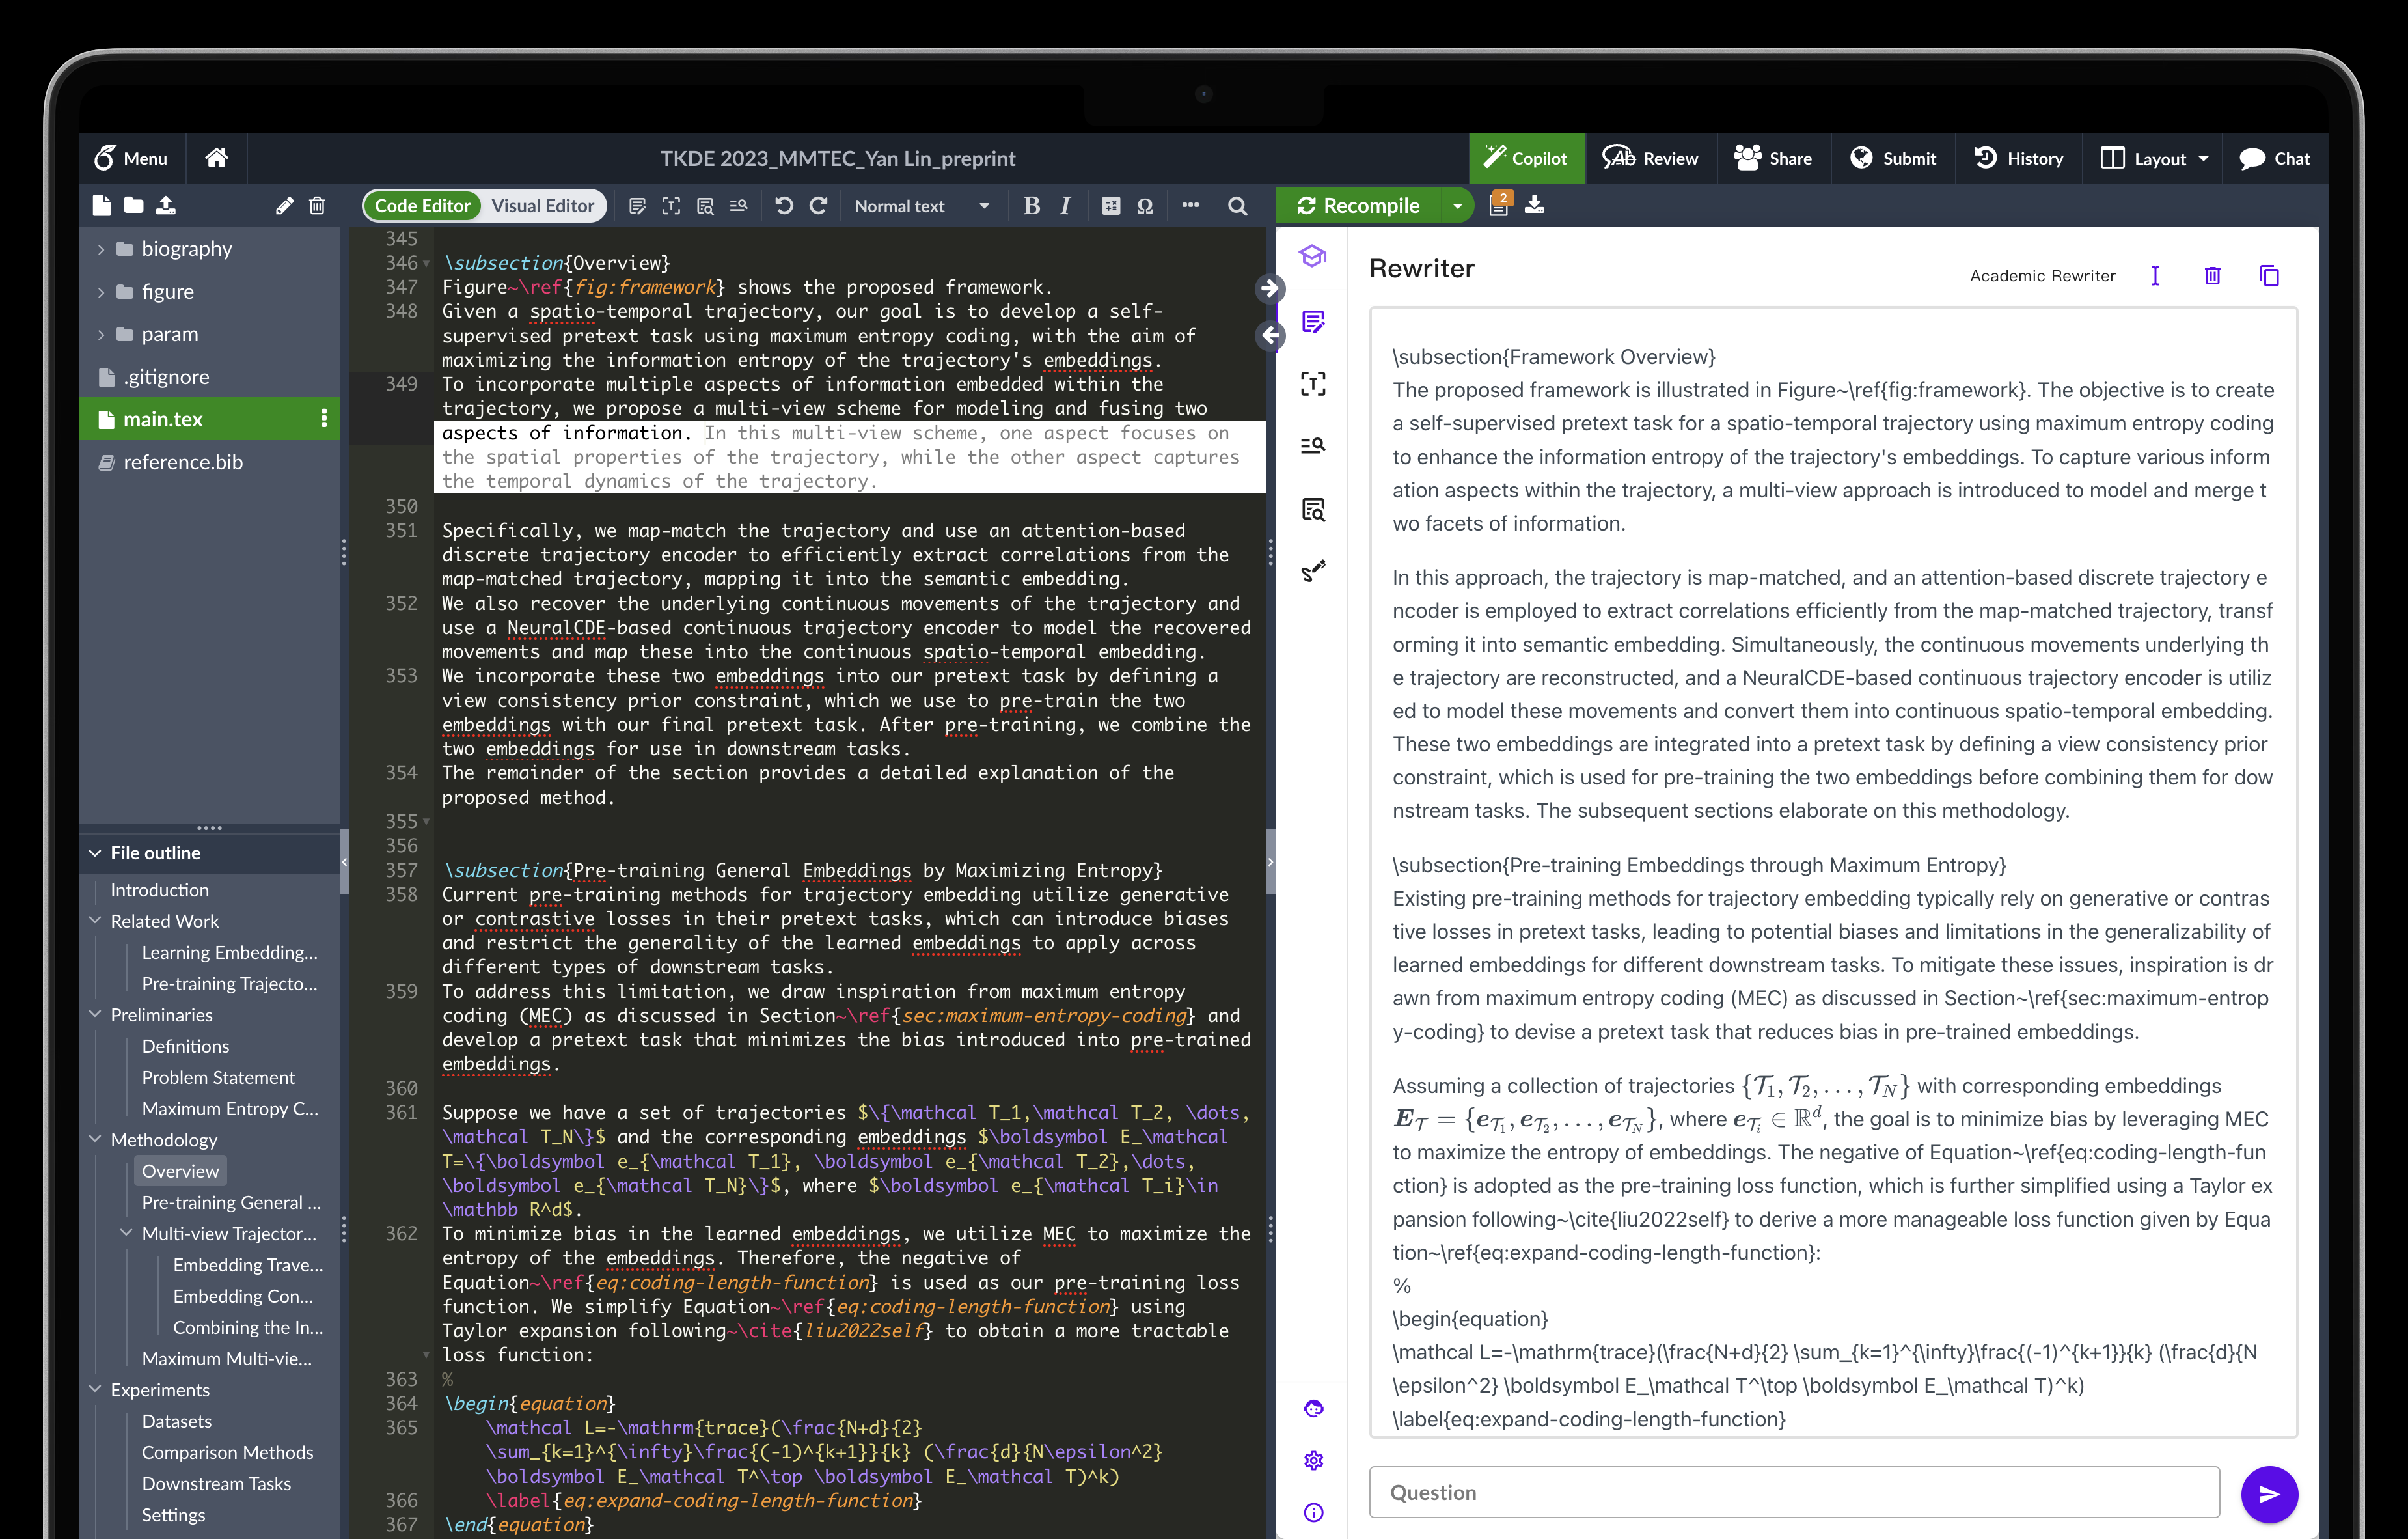 Menu
TKDE 2023_MMTEC_Yan Lin_preprint
Copilot
Review
Share
Submit
History
Layout
Chat
Code Editor
Visual Editor
Normal text
B I
Ω
Recompile
2
biography
figure
param
.gitignore
main.tex
reference.bib
File outline
Introduction
Related Work
Learning Embedding...
Pre-training Trajecto...
Preliminaries
Definitions
Problem Statement
Maximum Entropy C...
Methodology
Overview
Pre-training General ...
Multi-view Trajector...
Embedding Trave...
Embedding Con...
Combining the In...
Maximum Multi-vie...
Experiments
Datasets
Comparison Methods
Downstream Tasks
Settings
345
346 \subsection{Overview}
347 Figure~\ref{fig:framework} shows the proposed framework.
348 Given a spatio-temporal trajectory, our goal is to develop a self-
supervised pretext task using maximum entropy coding, with the aim of
maximizing the information entropy of the trajectory's embeddings.
349 To incorporate multiple aspects of information embedded within the
trajectory, we propose a multi-view scheme for modeling and fusing two
aspects of information. In this multi-view scheme, one aspect focuses on
the spatial properties of the trajectory, while the other aspect captures
the temporal dynamics of the trajectory.
350
351 Specifically, we map-match the trajectory and use an attention-based
discrete trajectory encoder to efficiently extract correlations from the
map-matched trajectory, mapping it into the semantic embedding.
352 We also recover the underlying continuous movements of the trajectory and
use a NeuralCDE-based continuous trajectory encoder to model the recovered
movements and map these into the continuous spatio-temporal embedding.
353 We incorporate these two embeddings into our pretext task by defining a
view consistency prior constraint, which we use to pre-train the two
embeddings with our final pretext task. After pre-training, we combine the
two embeddings for use in downstream tasks.
354 The remainder of the section provides a detailed explanation of the
proposed method.
355
356
357 \subsection{Pre-training General Embeddings by Maximizing Entropy}
358 Current pre-training methods for trajectory embedding utilize generative
or contrastive losses in their pretext tasks, which can introduce biases
and restrict the generality of the learned embeddings to apply across
different types of downstream tasks.
359 To address this limitation, we draw inspiration from maximum entropy
coding (MEC) as discussed in Section~\ref{sec:maximum-entropy-coding} and
develop a pretext task that minimizes the bias introduced into pre-trained
embeddings.
360
361 Suppose we have a set of trajectories $\{\mathcal T_1,\mathcal T_2, \dots,
\mathcal T_N\}$ and the corresponding embeddings $\boldsymbol E_\mathcal
T=\{\boldsymbol e_{\mathcal T_1}, \boldsymbol e_{\mathcal T_2},\dots,
\boldsymbol e_{\mathcal T_N}\}$, where $\boldsymbol e_{\mathcal T_i}\in
\mathbb R^d$.
362 To minimize bias in the learned embeddings, we utilize MEC to maximize the
entropy of the embeddings. Therefore, the negative of
Equation~\ref{eq:coding-length-function} is used as our pre-training loss
function. We simplify Equation~\ref{eq:coding-length-function} using
Taylor expansion following~\cite{liu2022self} to obtain a more tractable
loss function:
363 %
364 \begin{equation}
365 \mathcal L=-\mathrm{trace}(\frac{N+d}{2}
\sum_{k=1}^{\infty}\frac{(-1)^{k+1}}{k} (\frac{d}{N\epsilon^2}
\boldsymbol E_\mathcal T^\top \boldsymbol E_\mathcal T)^k)
366 \label{eq:expand-coding-length-function}
367 \end{equation}
Rewriter
Academic Rewriter
\subsection{Framework Overview}
The proposed framework is illustrated in Figure~\ref{fig:framework}. The objective is to create
a self-supervised pretext task for a spatio-temporal trajectory using maximum entropy coding
to enhance the information entropy of the trajectory's embeddings. To capture various inform
ation aspects within the trajectory, a multi-view approach is introduced to model and merge t
wo facets of information.
In this approach, the trajectory is map-matched, and an attention-based discrete trajectory e
ncoder is employed to extract correlations efficiently from the map-matched trajectory, transf
orming it into semantic embedding. Simultaneously, the continuous movements underlying th
e trajectory are reconstructed, and a NeuralCDE-based continuous trajectory encoder is utiliz
ed to model these movements and convert them into continuous spatio-temporal embedding.
These two embeddings are integrated into a pretext task by defining a view consistency prior
constraint, which is used for pre-training the two embeddings before combining them for dow
nstream tasks. The subsequent sections elaborate on this methodology.
\subsection{Pre-training Embeddings through Maximum Entropy}
Existing pre-training methods for trajectory embedding typically rely on generative or contras
tive losses in pretext tasks, leading to potential biases and limitations in the generalizability of
learned embeddings for different downstream tasks. To mitigate these issues, inspiration is dr
awn from maximum entropy coding (MEC) as discussed in Section~\ref{sec:maximum-entrop
y-coding} to devise a pretext task that reduces bias in pre-trained embeddings.
Assuming a collection of trajectories {𝒯₁, 𝒯₂, . . . , 𝒯_N} with corresponding embeddings
E_𝒯 = {e_𝒯₁, e_𝒯₂, . . . , e_𝒯_N}, where e_𝒯ᵢ ∈ ℝᵈ, the goal is to minimize bias by leveraging MEC
to maximize the entropy of embeddings. The negative of Equation~\ref{eq:coding-length-fun
ction} is adopted as the pre-training loss function, which is further simplified using a Taylor ex
pansion following~\cite{liu2022self} to derive a more manageable loss function given by Equa
tion~\ref{eq:expand-coding-length-function}:
%
\begin{equation}
\mathcal L=-\mathrm{trace}(\frac{N+d}{2} \sum_{k=1}^{\infty}\frac{(-1)^{k+1}}{k} (\frac{d}{N
\epsilon^2} \boldsymbol E_\mathcal T^\top \boldsymbol E_\mathcal T)^k)
\label{eq:expand-coding-length-function}
Question